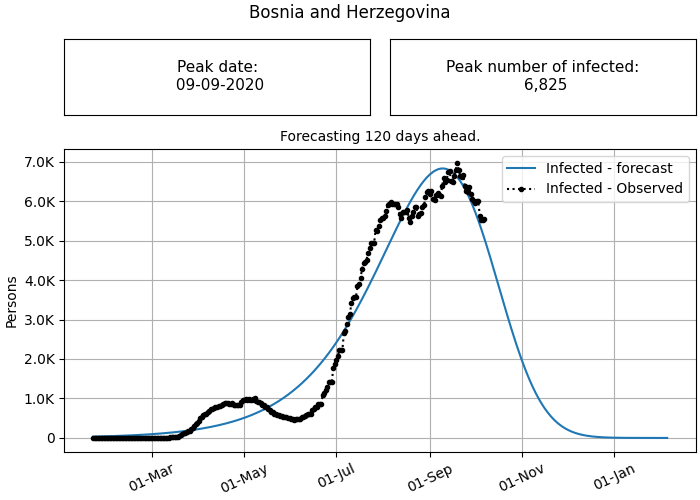 Bosnia and Herzegovina
Peak date:
09-09-2020
Peak number of infected:
6,825
Forecasting 120 days ahead.
7.0K
6.0K
5.0K
4.0K
3.0K
2.0K
1.0K
0
Persons
Infected - forecast
Infected - Observed
01-Mar
01-May
01-Jul
01-Sep
01-Nov
01-Jan